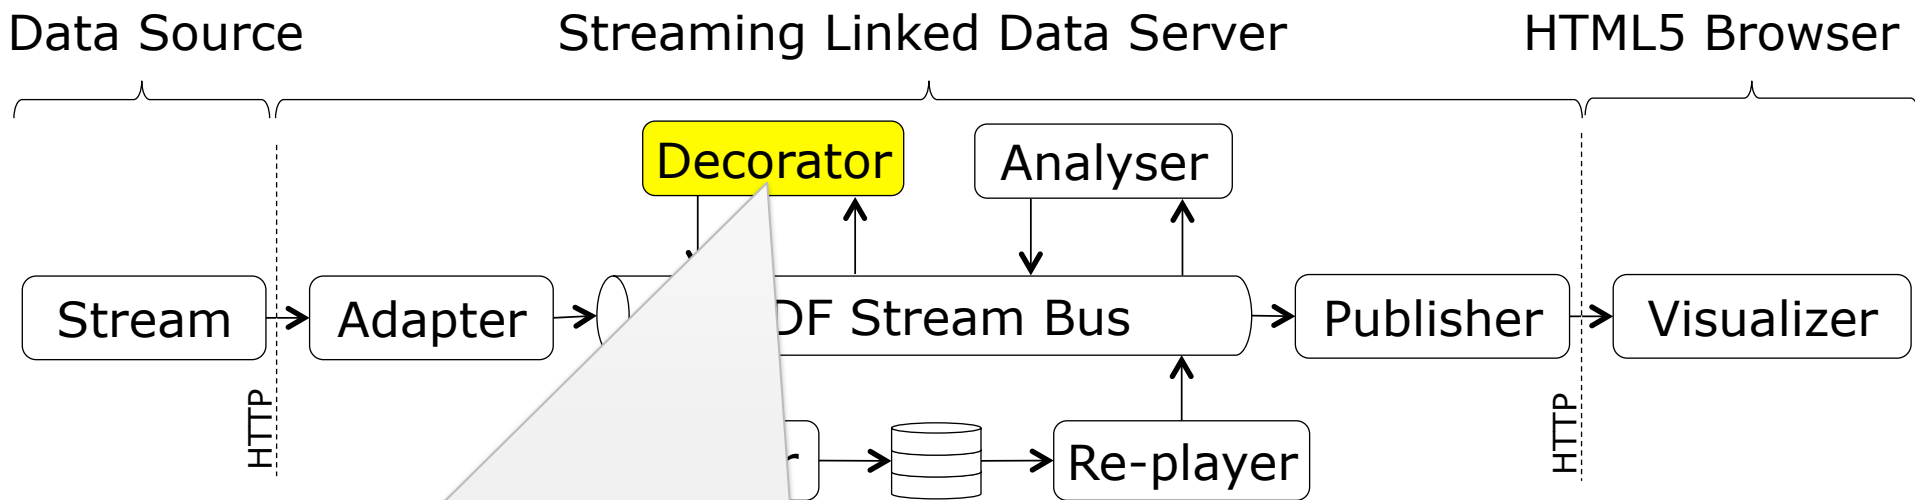 Data Source
Streaming Linked Data Server
HTML5 Browser
Decorator
Analyser
Stream
Adapter
DF Stream Bus
Publisher
Visualizer
HTTP
HTTP
r
Re-player